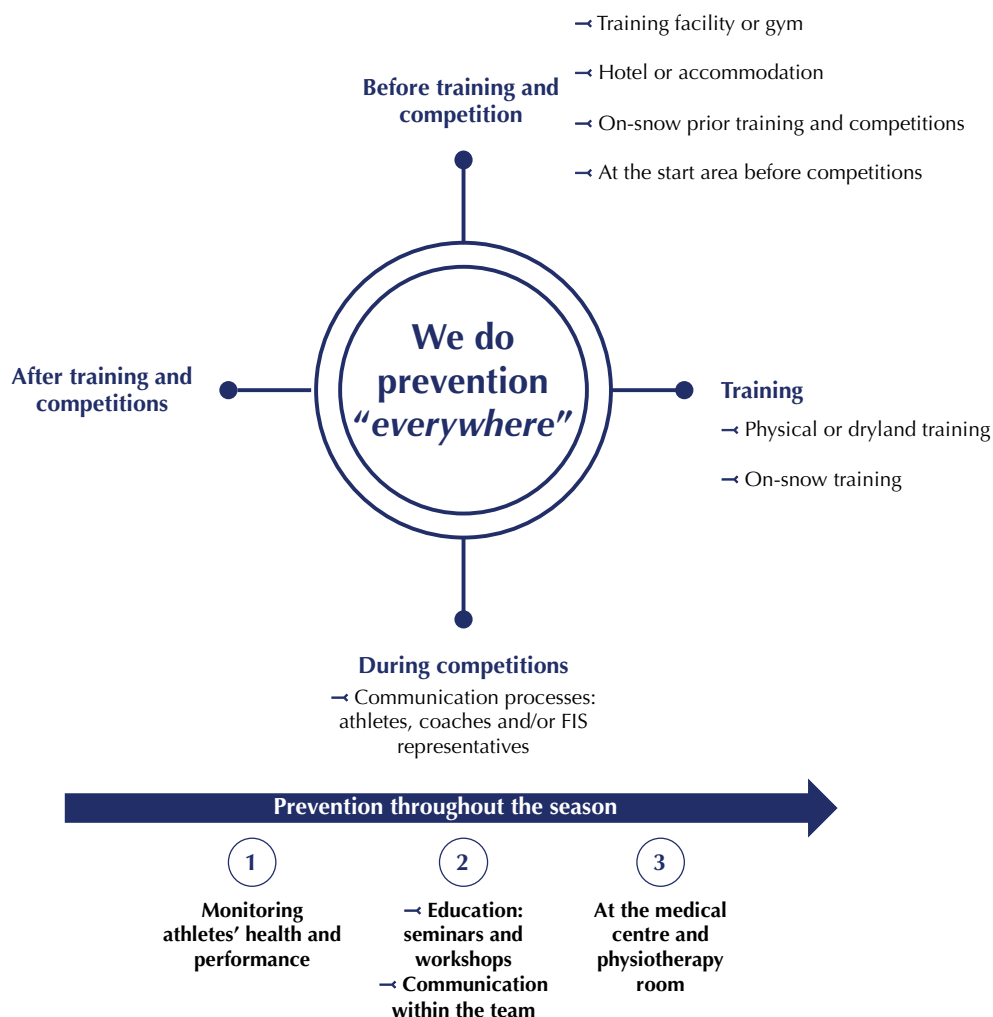 Training facility or gym
Hotel or accommodation
On-snow prior training and competitions
At the start area before competitions
Before training and
competition
We do
prevention
“everywhere”
After training and
competitions
Training
Physical or dryland training
On-snow training
During competitions
Communication processes:
athletes, coaches and/or FIS
representatives
Prevention throughout the season
1
Monitoring
athletes’ health and
performance
2
Education:
seminars and
workshops
Communication
within the team
3
At the medical
centre and
physiotherapy
room